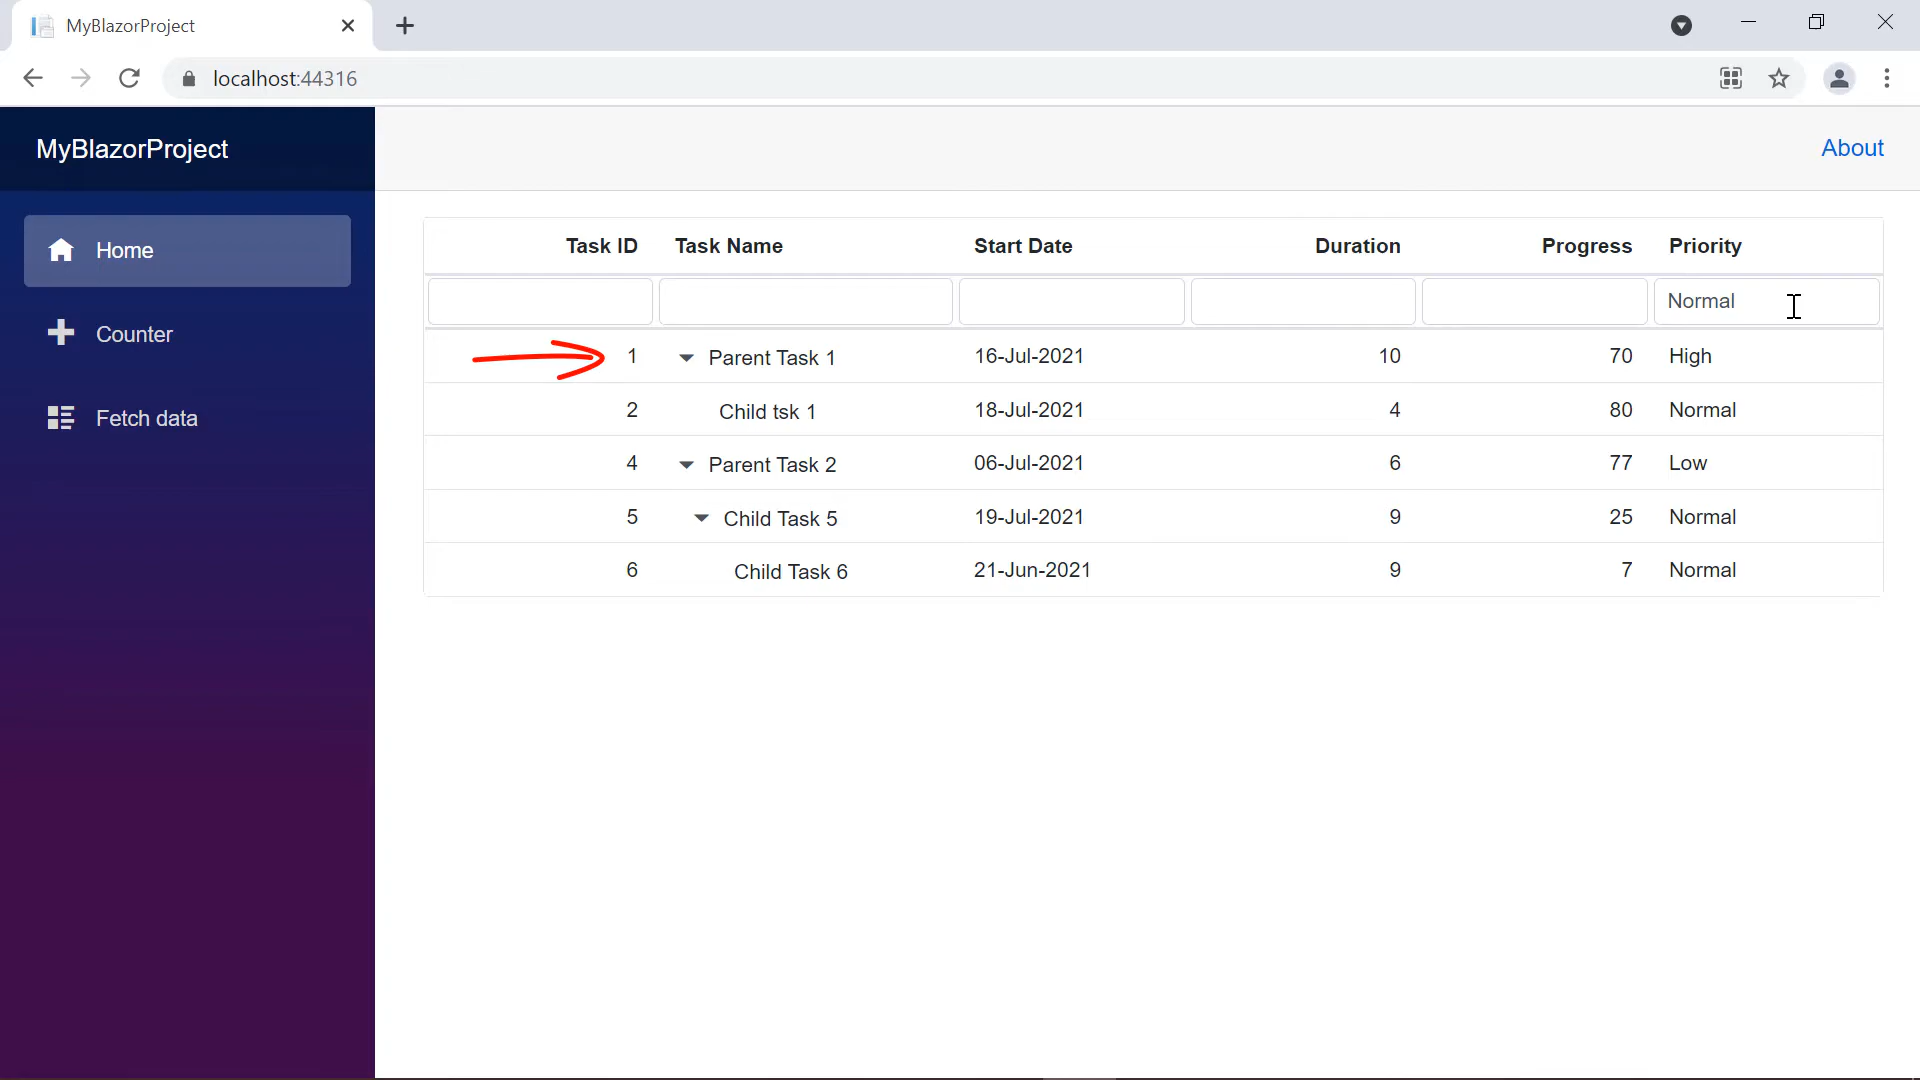 MyBlazorProject
localhost:44316
MyBlazorProject
About
Home
Counter
Fetch data
Task ID Task Name Start Date Duration Progress Priority
Normal
1 Parent Task 1 16-Jul-2021 10 70 High
2 Child tsk 1 18-Jul-2021 4 80 Normal
4 Parent Task 2 06-Jul-2021 6 77 Low
5 Child Task 5 19-Jul-2021 9 25 Normal
6 Child Task 6 21-Jun-2021 9 7 Normal